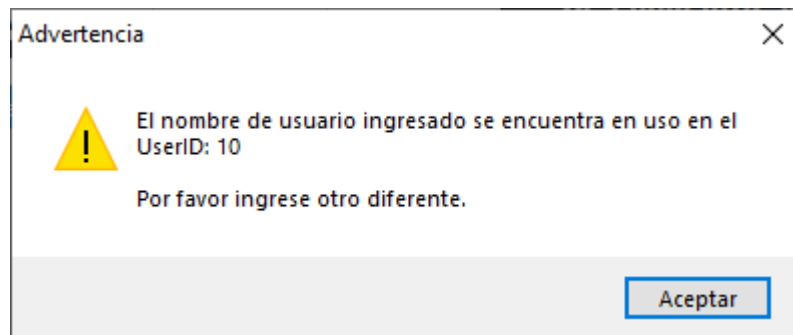 Advertencia
El nombre de usuario ingresado se encuentra en uso en el
UserID: 10
Por favor ingrese otro diferente.
Aceptar